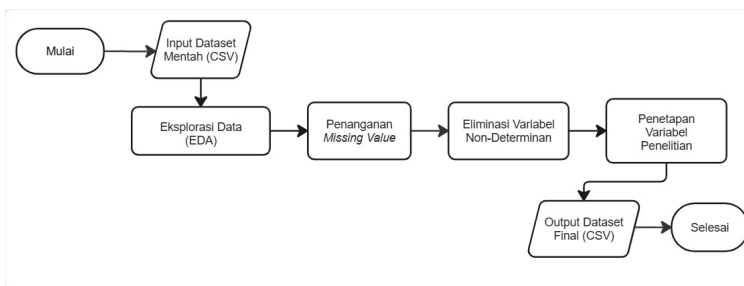 Mulai
Input Dataset
Mentah (CSV)
Eksplorasi Data
(EDA)
Penanganan
Missing Value
Eliminasi Variabel
Non-Determinan
Penetapan
Variabel
Penelitian
Output Dataset
Final (CSV)
Selesai